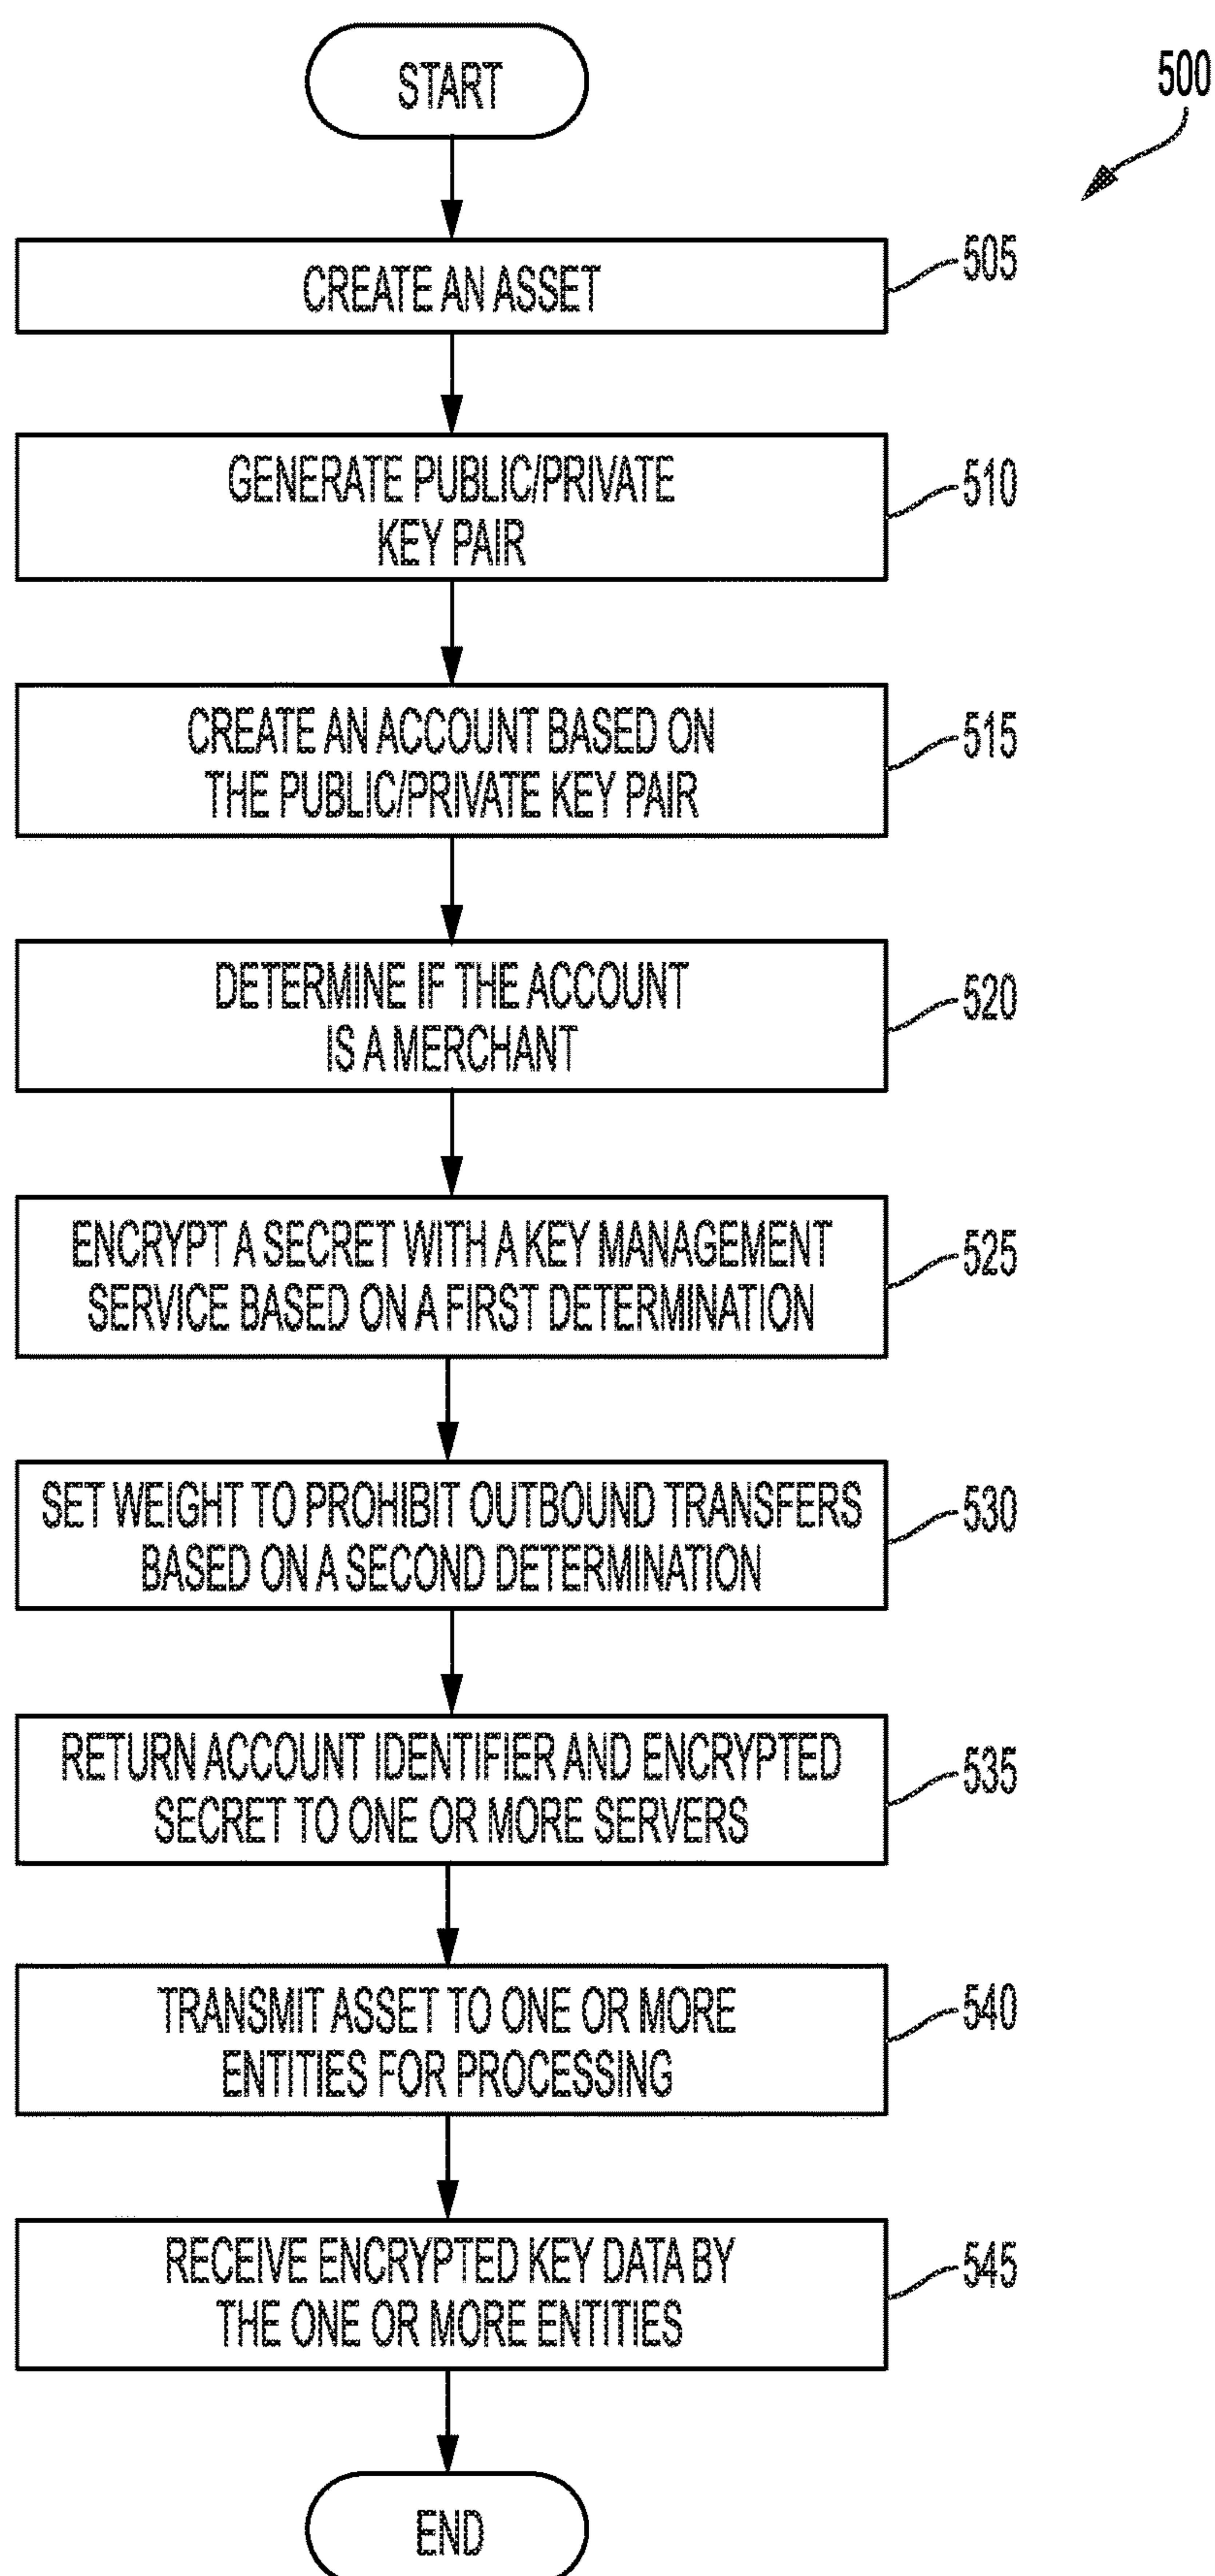 START
500
CREATE AN ASSET
505
GENERATE PUBLIC/PRIVATE
KEY PAIR
510
CREATE AN ACCOUNT BASED ON
THE PUBLIC/PRIVATE KEY PAIR
515
DETERMINE IF THE ACCOUNT
IS A MERCHANT
520
ENCRYPT A SECRET WITH A KEY MANAGEMENT
SERVICE BASED ON A FIRST DETERMINATION
525
SET WEIGHT TO PROHIBIT OUTBOUND TRANSFERS
BASED ON A SECOND DETERMINATION
530
RETURN ACCOUNT IDENTIFIER AND ENCRYPTED
SECRET TO ONE OR MORE SERVERS
535
TRANSMIT ASSET TO ONE OR MORE
ENTITIES FOR PROCESSING
540
RECEIVE ENCRYPTED KEY DATA BY
THE ONE OR MORE ENTITIES
545
END